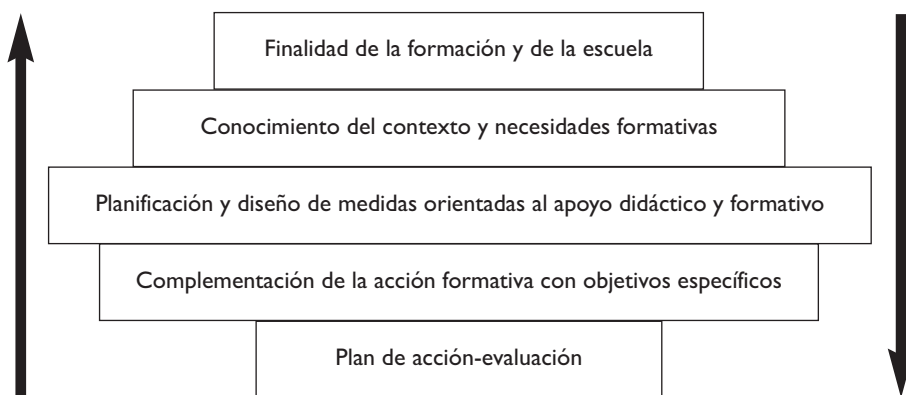 Finalidad de la formación y de la escuela
Conocimiento del contexto y necesidades formativas
Planificación y diseño de medidas orientadas al apoyo didáctico y formativo
Complementación de la acción formativa con objetivos específicos
Plan de acción-evaluación